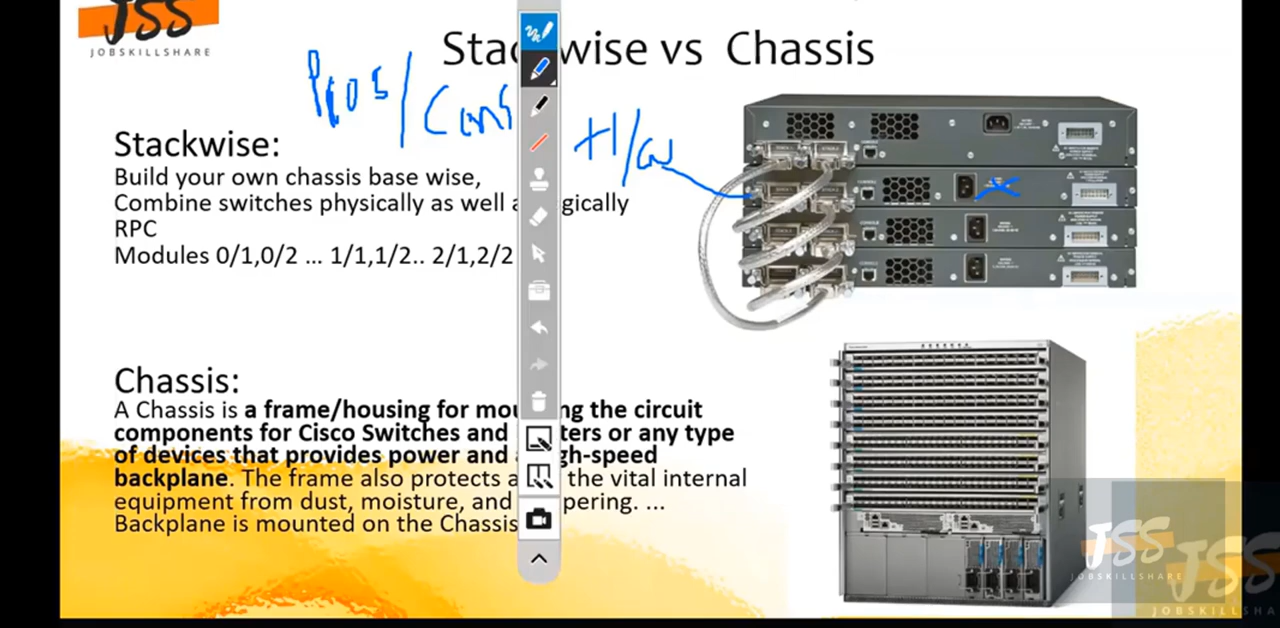 JSS
JOBSKILLSHARE
Stac wise vs Chassis
Pros/Cons
H/w
Stackwise:
Build your own chassis base wise,
Combine switches physically as well a gically
RPC
Modules 0/1,0/2 ... 1/1,1/2.. 2/1,2/2
Chassis:
A Chassis is a frame/housing for mou ng the circuit
components for Cisco Switches and ters or any type
of devices that provides power and a gh-speed
backplane. The frame also protects a the vital internal
equipment from dust, moisture, and pering. ...
Backplane is mounted on the Chassis
JSS
JOBSKILLSHARE
JSS
JOBSKILLSHA